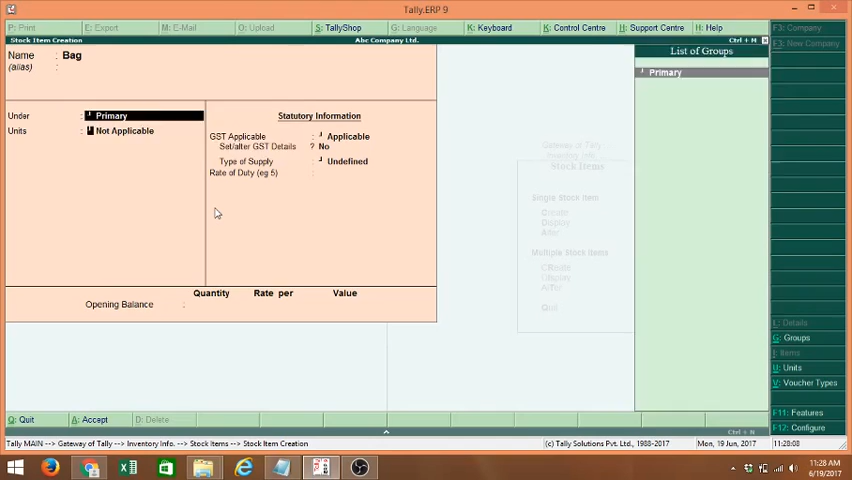 Tally.ERP 9
P: Print E: Export M: E-Mail O: Upload S: TallyShop G: Language K: Keyboard K: Control Centre H: Support Centre H: Help F3: Company
F3: New Company
Stock Item Creation Abc Company Ltd. Ctrl + M
Name : Bag
(alias) :
List of Groups
Primary
Under : Primary
Units : Not Applicable
Statutory Information
GST Applicable : Applicable
Set/alter GST Details ? No
Type of Supply : Undefined
Rate of Duty (eg 5) :
Gateway of Tally
Inventory Info.
Stock Items
Single Stock Item
Create
Display
Alter
Multiple Stock Items
CReate
DIsplay
AlTer
Quit
Quantity Rate per Value
Opening Balance :
L: Details
G: Groups
I: Items
U: Units
V: Voucher Types
F11: Features
F12: Configure
Q: Quit A: Accept D: Delete
Ctrl + N
Tally MAIN --> Gateway of Tally --> Inventory Info. --> Stock Items --> Stock Item Creation (c) Tally Solutions Pvt. Ltd., 1988-2017 Mon, 19 Jun, 2017 11:28:08
11:28 AM
6/19/2017